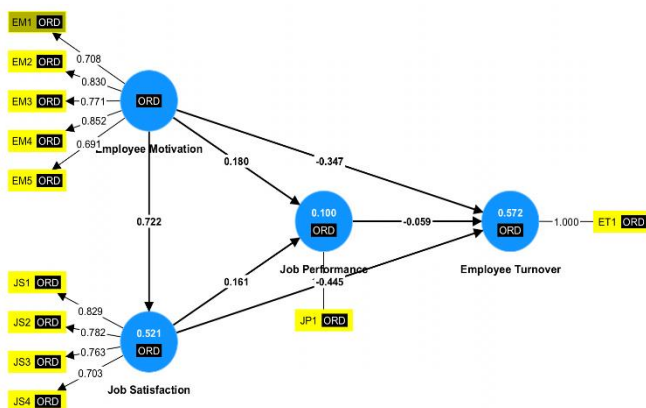 EM1 ORD
0.708
EM2 ORD
0.830
EM3 ORD
0.771
ORD
EM4 ORD
0.852
0.691
Employee Motivation
EM5 ORD
0.180
-0.347
0.722
0.100
ORD
-0.059
0.572
ORD
1.000
ET1 ORD
Job Performance
Employee Turnover
0.161
-0.445
JS1 ORD
0.829
JP1 ORD
JS2 ORD
0.782
0.521
ORD
JS3 ORD
0.763
0.703
Job Satisfaction
JS4 ORD